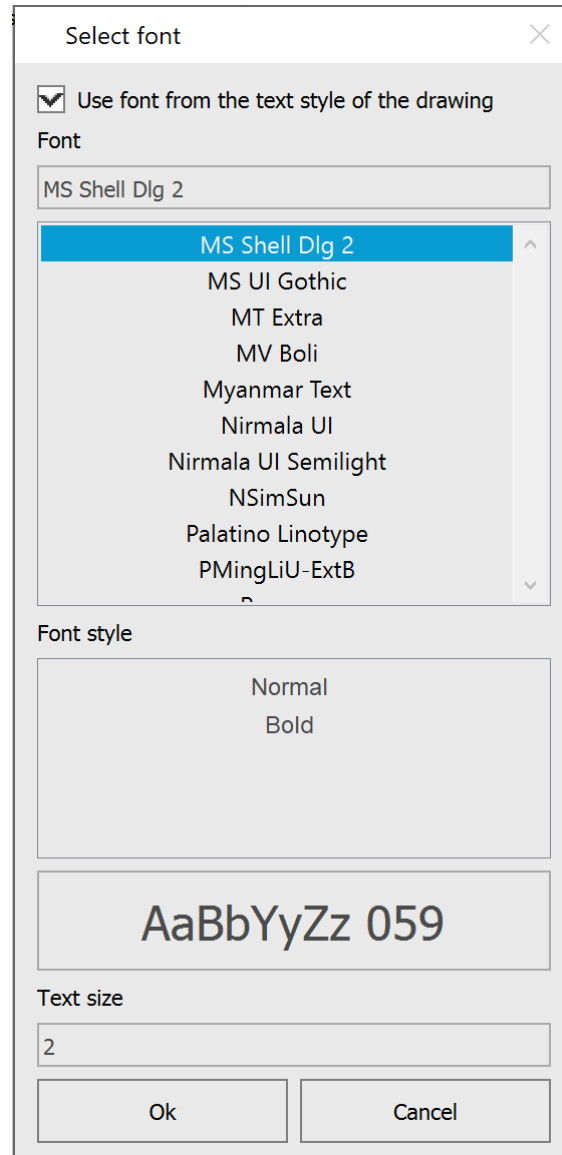 Select font
Use font from the text style of the drawing
Font
MS Shell Dlg 2
MS Shell Dlg 2
MS UI Gothic
MT Extra
MV Boli
Myanmar Text
Nirmala UI
Nirmala UI Semilight
NSimSun
Palatino Linotype
PMingLiU-ExtB
Font style
Normal
Bold
AaBbYyZz 059
Text size
2
Ok
Cancel